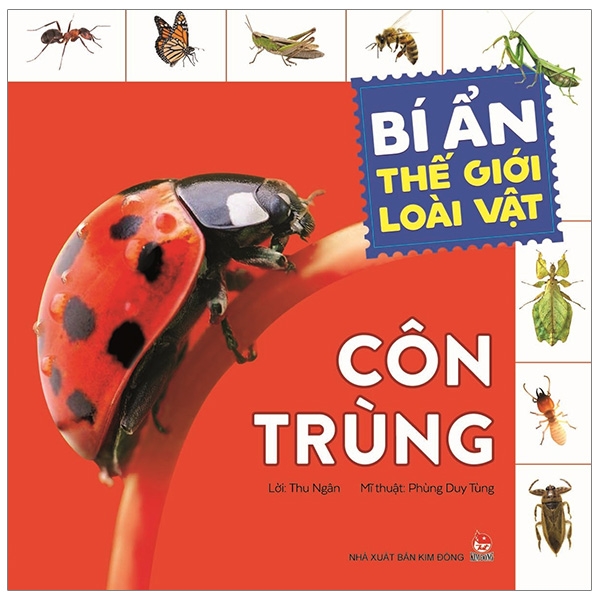 BÍ ẨN
THẾ GIỚI
LOÀI VẬT
CÔN
TRÙNG
Lời: Thu Ngân Mĩ thuật: Phùng Duy Tùng
NHÀ XUẤT BẢN KIM ĐỒNG